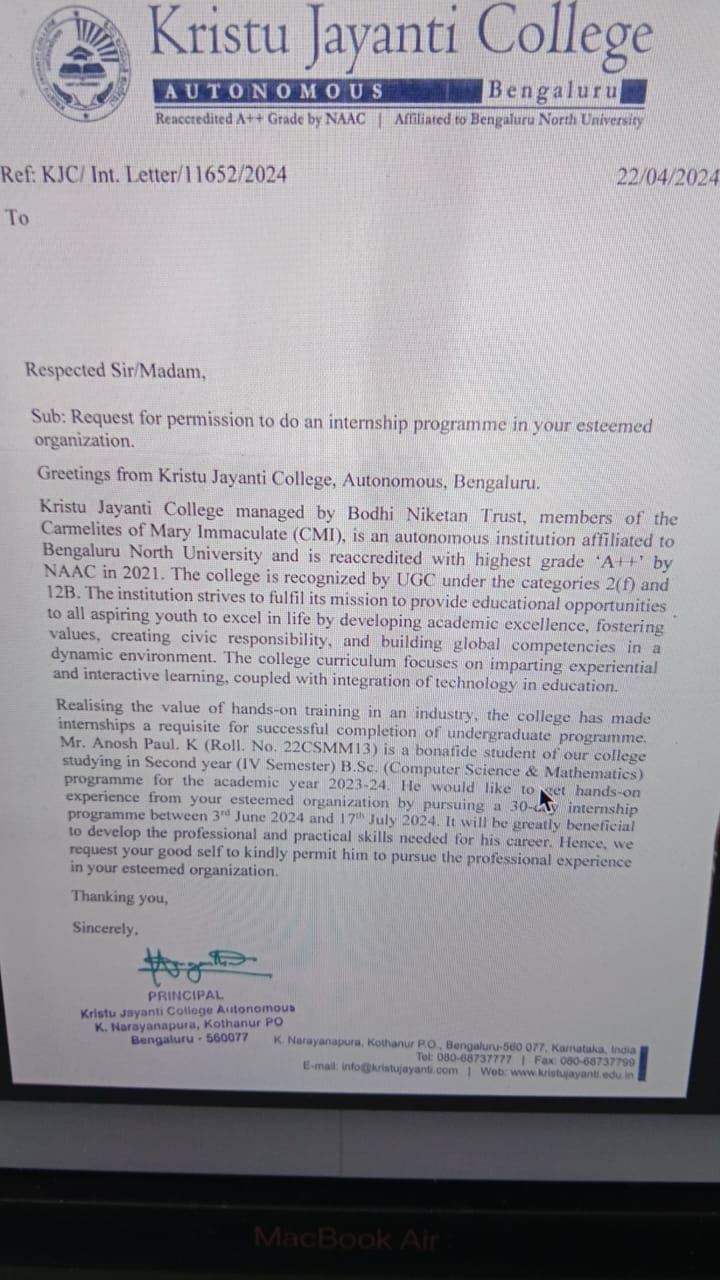 Kristu Jayanti College
AUTONOMOUS Bengaluru
Reaccredited A++ Grade by NAAC | Affiliated to Bengaluru North University
Ref: KJC/ Int. Letter/11652/2024 22/04/2024
To
Respected Sir/Madam,
Sub: Request for permission to do an internship programme in your esteemed
organization.
Greetings from Kristu Jayanti College, Autonomous, Bengaluru.
Kristu Jayanti College managed by Bodhi Niketan Trust, members of the
Carmelites of Mary Immaculate (CMI), is an autonomous institution affiliated to
Bengaluru North University and is reaccredited with highest grade ‘A++’ by
NAAC in 2021. The college is recognized by UGC under the categories 2(f) and
12B. The institution strives to fulfil its mission to provide educational opportunities
to all aspiring youth to excel in life by developing academic excellence, fostering
values, creating civic responsibility, and building global competencies in a
dynamic environment. The college curriculum focuses on imparting experiential
and interactive learning, coupled with integration of technology in education.
Realising the value of hands-on training in an industry, the college has made
internships a requisite for successful completion of undergraduate programme.
Mr. Anosh Paul. K (Roll. No. 22CSMM13) is a bonafide student of our college
studying in Second year (IV Semester) B.Sc. (Computer Science & Mathematics)
programme for the academic year 2023-24. He would like to get hands-on
experience from your esteemed organization by pursuing a 30-day internship
programme between 3rd June 2024 and 17th July 2024. It will be greatly beneficial
to develop the professional and practical skills needed for his career. Hence, we
request your good self to kindly permit him to pursue the professional experience
in your esteemed organization.
Thanking you,
Sincerely,
PRINCIPAL
Kristu Jayanti College Autonomous
K. Narayanapura, Kothanur PO
Bengaluru - 560077
K. Narayanapura, Kothanur P.O., Bengaluru-560 077, Karnataka, India
Tel: 080-68737777 | Fax: 080-68737799
E-mail: info@kristujayanti.com | Web: www.kristujayanti.edu.in
MacBook Air